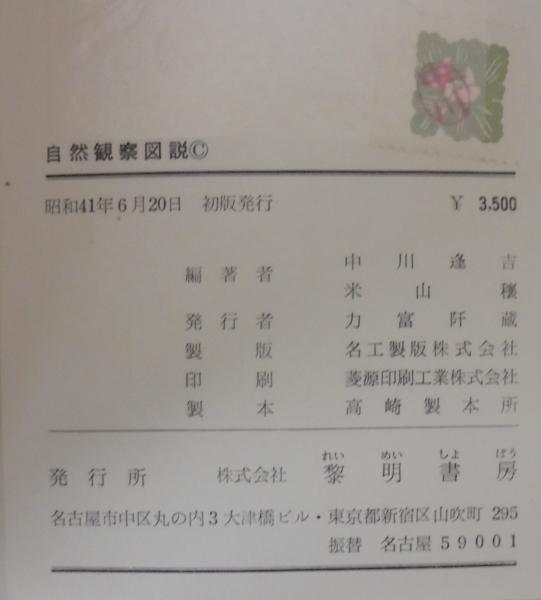 自然観察図説©
昭和41年6月20日 初版発行 ¥ 3.500
編著者 中川逢吉
米山穰
発行者 力富阡蔵
製版 名工製版株式会社
印刷 菱源印刷工業株式会社
製本 高崎製本所
れい めい しよ ぼう
発行所 株式会社 黎明書房
名古屋市中区丸の内3大津橋ビル・東京都新宿区山吹町 295
振替 名古屋 59001